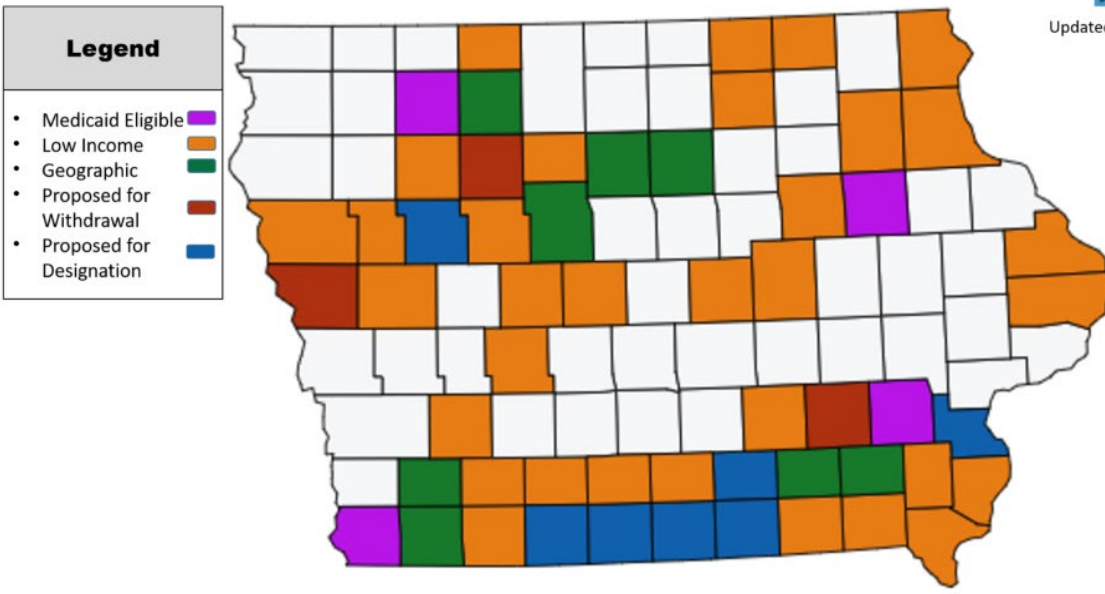 Updated
Legend
• Medicaid Eligible
• Low Income
• Geographic
• Proposed for
Withdrawal
• Proposed for
Designation